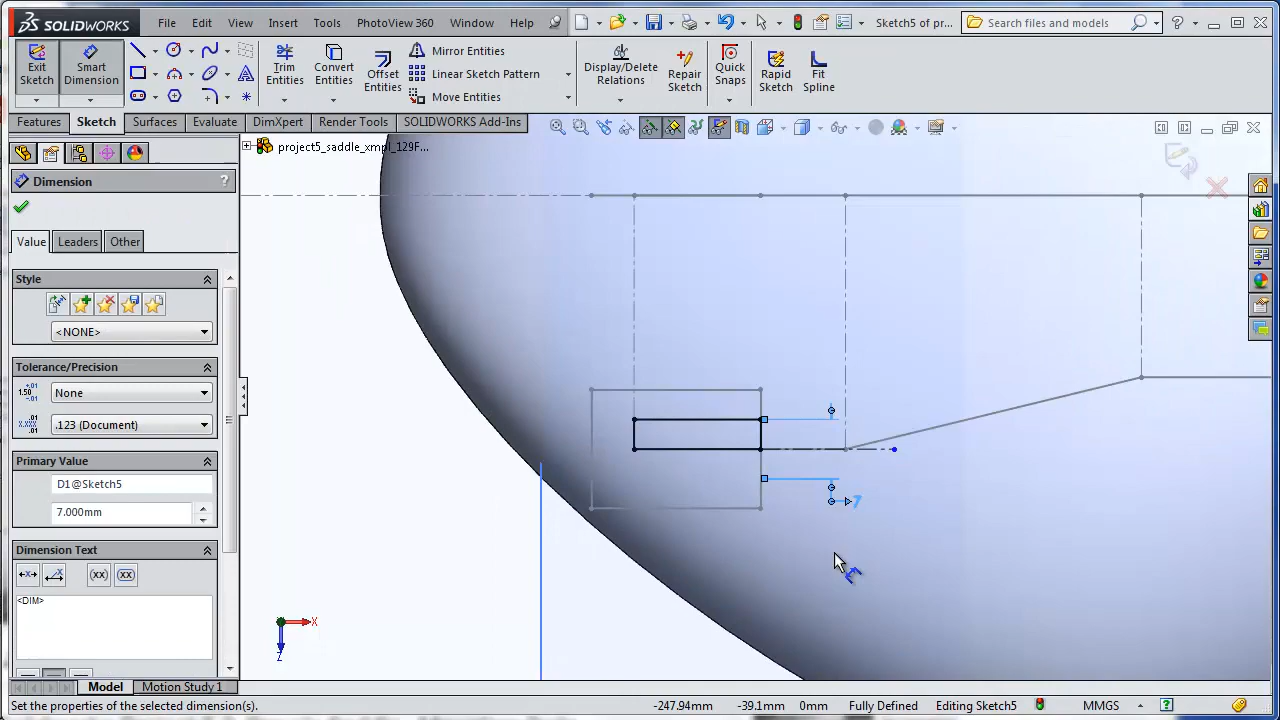 SOLIDWORKS File Edit View Insert Tools PhotoView 360 Window Help Sketch5 of pr... Search files and models
Exit Sketch
Smart Dimension
Trim Entities
Convert Entities
Offset Entities
Mirror Entities
Linear Sketch Pattern
Move Entities
Display/Delete Relations
Repair Sketch
Quick Snaps
Rapid Sketch
Fit Spline
Features Sketch Surfaces Evaluate DimXpert Render Tools SOLIDWORKS Add-Ins
project5_saddle_xmpl_129F...
Dimension ?
Value Leaders Other
Style
<NONE>
Tolerance/Precision
None
.123 (Document)
Primary Value
D1@Sketch5
7.000mm
Dimension Text
(xx) (xx)
<DIM>
7
X
Z
Model Motion Study 1
Set the properties of the selected dimension(s). -247.94mm -39.1mm 0mm Fully Defined Editing Sketch5 MMGS ?